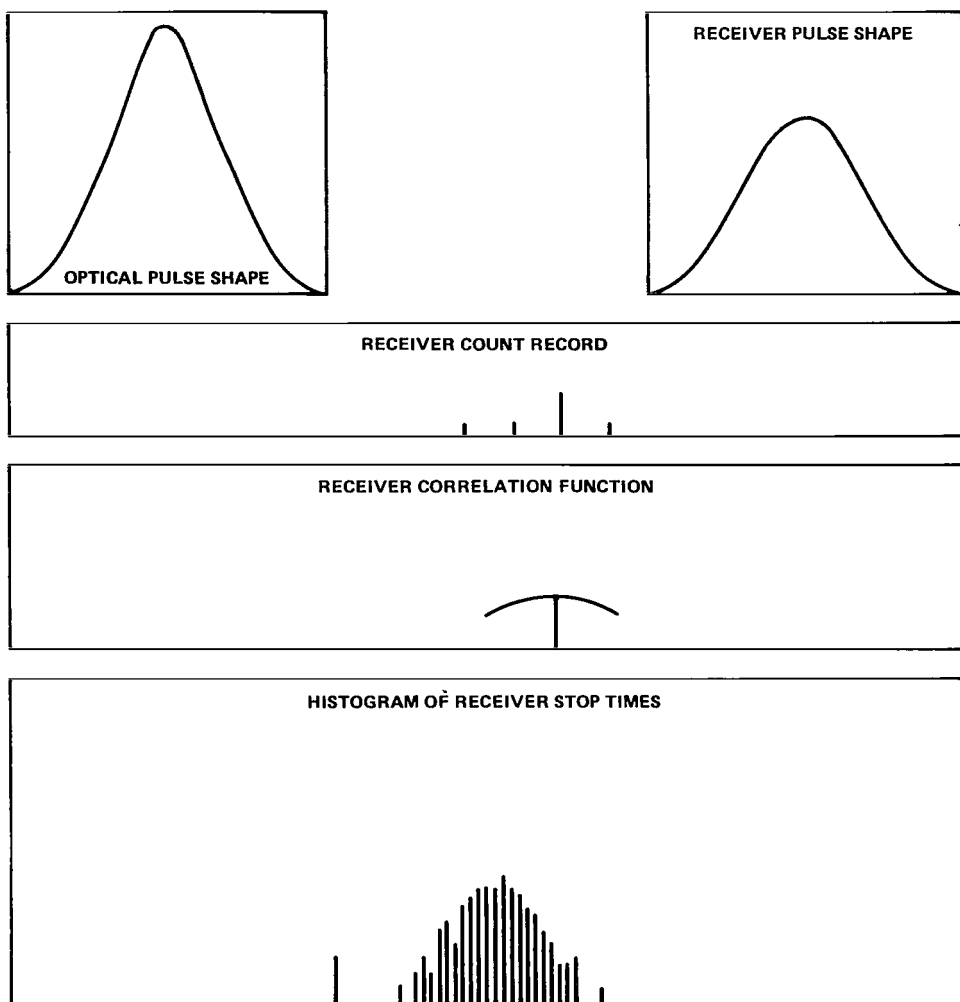 RECEIVER PULSE SHAPE
OPTICAL PULSE SHAPE
RECEIVER COUNT RECORD
RECEIVER CORRELATION FUNCTION
HISTOGRAM OF RECEIVER STOP TIMES